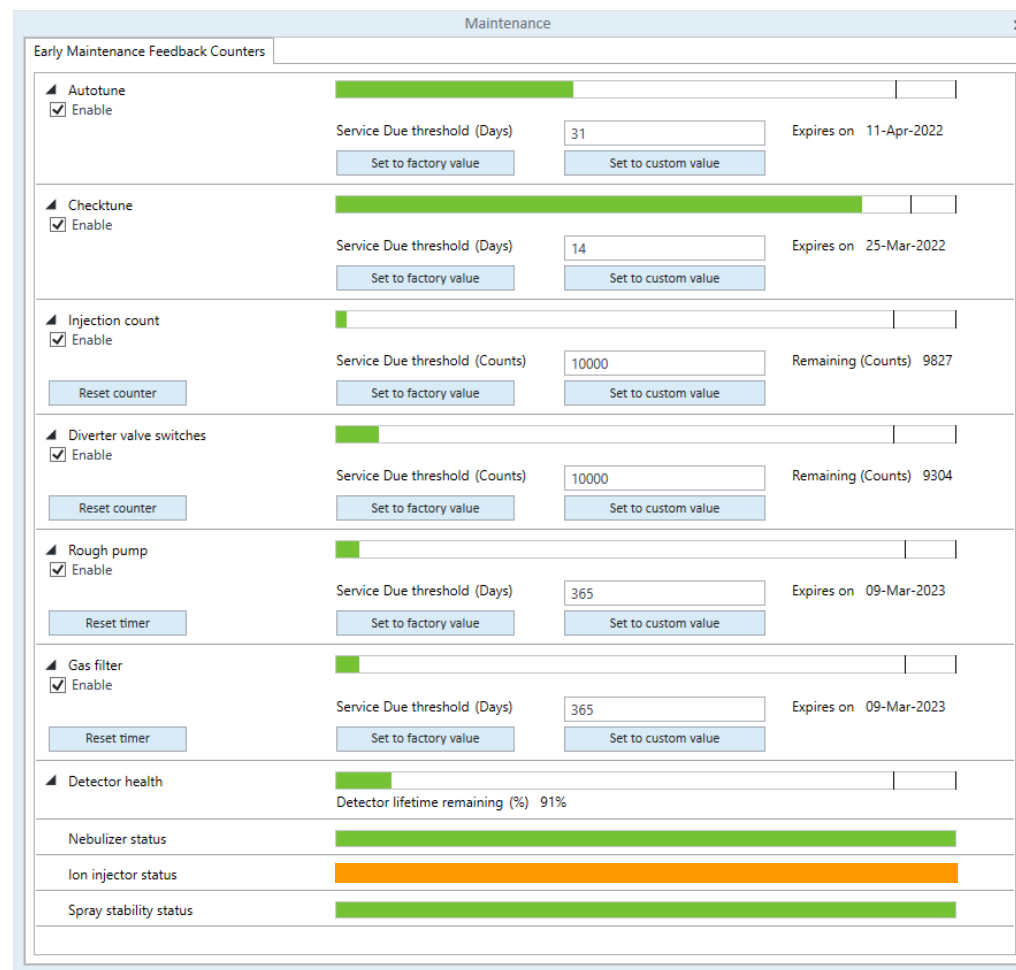 Maintenance
Early Maintenance Feedback Counters
Autotune
Enable
Service Due threshold (Days) 31 Expires on 11-Apr-2022
Set to factory value Set to custom value
Checktune
Enable
Service Due threshold (Days) 14 Expires on 25-Mar-2022
Set to factory value Set to custom value
Injection count
Enable
Service Due threshold (Counts) 10000 Remaining (Counts) 9827
Reset counter Set to factory value Set to custom value
Diverter valve switches
Enable
Service Due threshold (Counts) 10000 Remaining (Counts) 9304
Reset counter Set to factory value Set to custom value
Rough pump
Enable
Service Due threshold (Days) 365 Expires on 09-Mar-2023
Reset timer Set to factory value Set to custom value
Gas filter
Enable
Service Due threshold (Days) 365 Expires on 09-Mar-2023
Reset timer Set to factory value Set to custom value
Detector health
Detector lifetime remaining (%) 91%
Nebulizer status
Ion injector status
Spray stability status